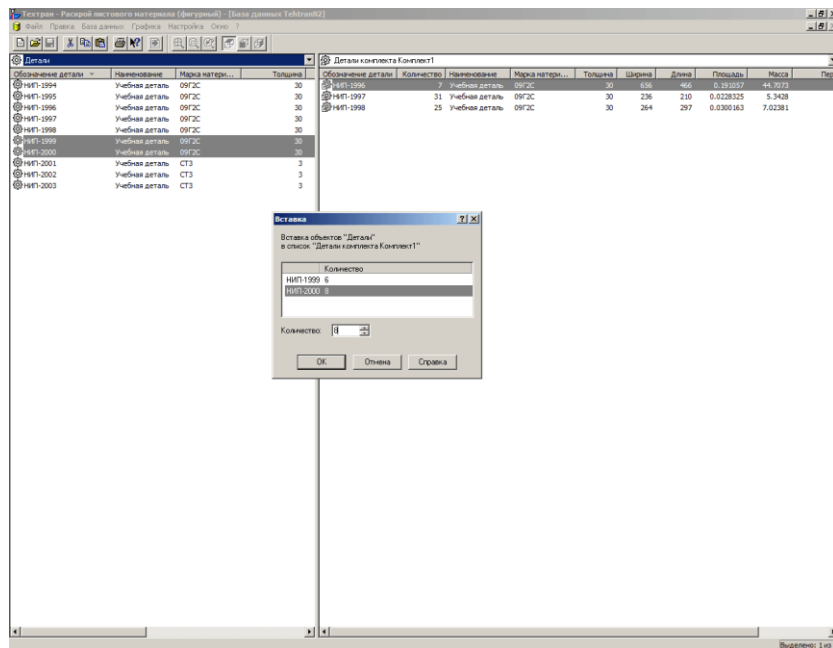 Техтран - Раскрой листового материала (фигурный) - [База данных TehtranN2]
Файл Правка База данных Графика Настройка Окно ?
Детали
Обозначение детали Наименование Марка матери... Толщина
НИП-1994 Учебная деталь 09Г2С 30
НИП-1995 Учебная деталь 09Г2С 30
НИП-1996 Учебная деталь 09Г2С 30
НИП-1997 Учебная деталь 09Г2С 30
НИП-1998 Учебная деталь 09Г2С 30
НИП-1999 Учебная деталь 09Г2С 30
НИП-2000 Учебная деталь 09Г2С 30
НИП-2001 Учебная деталь СТ3 3
НИП-2002 Учебная деталь СТ3 3
НИП-2003 Учебная деталь СТ3 3
Детали комплекта Комплект1
Обозначение детали Количество Наименование Марка матери... Толщина Ширина Длина Площадь Масса Пер
НИП-1996 7 Учебная деталь 09Г2С 30 656 466 0.191057 44.7073
НИП-1997 31 Учебная деталь 09Г2С 30 236 210 0.0228325 5.3428
НИП-1998 25 Учебная деталь 09Г2С 30 264 297 0.0300163 7.02381
Вставка
Вставка объектов "Детали"
в список "Детали комплекта Комплект1"
Количество
НИП-1999 6
НИП-2000 8
Количество: 8
OK Отмена Справка
Выделено: 1 из